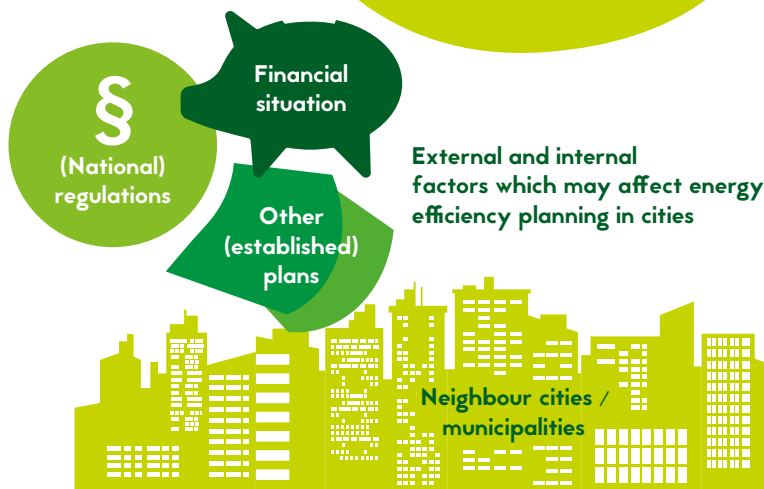 Financial
situation
§
(National)
regulations
Other
(established)
plans
External and internal
factors which may affect energy
efficiency planning in cities
Neighbour cities /
municipalities